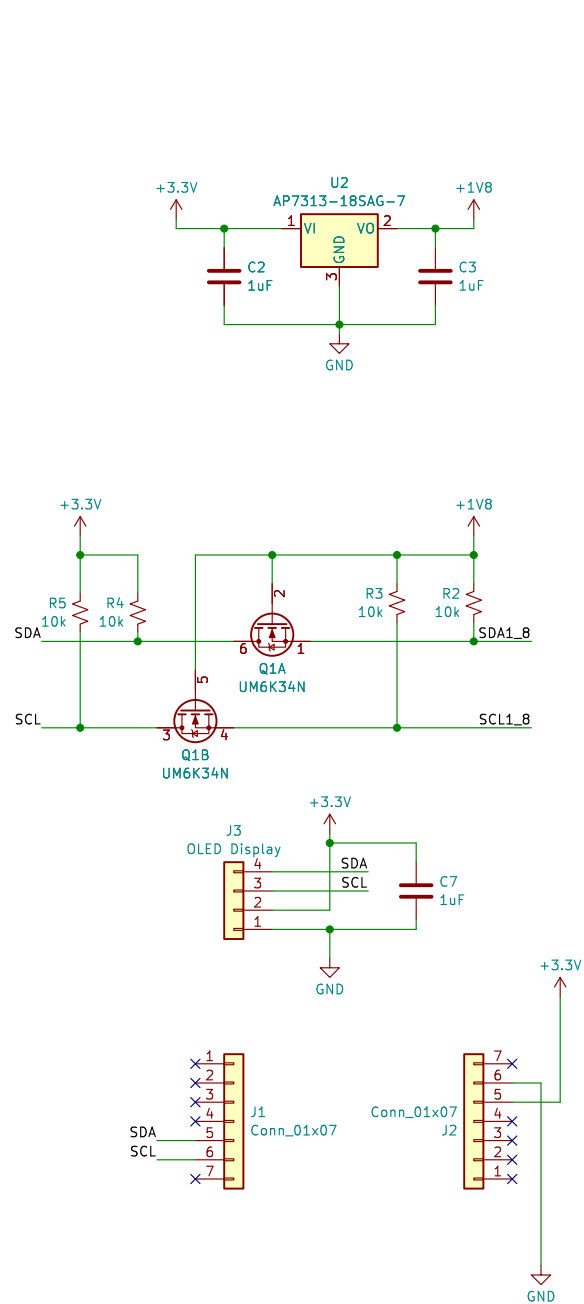 U2
AP7313-18SAG-7
+3.3V
+1V8
1
VI
VO
2
GND
3
C2
1uF
C3
1uF
GND
+3.3V
+1V8
R5
10k
R4
10k
2
R3
10k
R2
10k
SDA
6
1
SDA1_8
Q1A
UM6K34N
5
SCL
3
4
SCL1_8
Q1B
UM6K34N
+3.3V
J3
OLED Display
4
SDA
3
SCL
2
1
C7
1uF
GND
+3.3V
1
2
3
4
5
6
7
SDA
SCL
J1
Conn_01x07
7
6
5
4
3
2
1
Conn_01x07
J2
GND